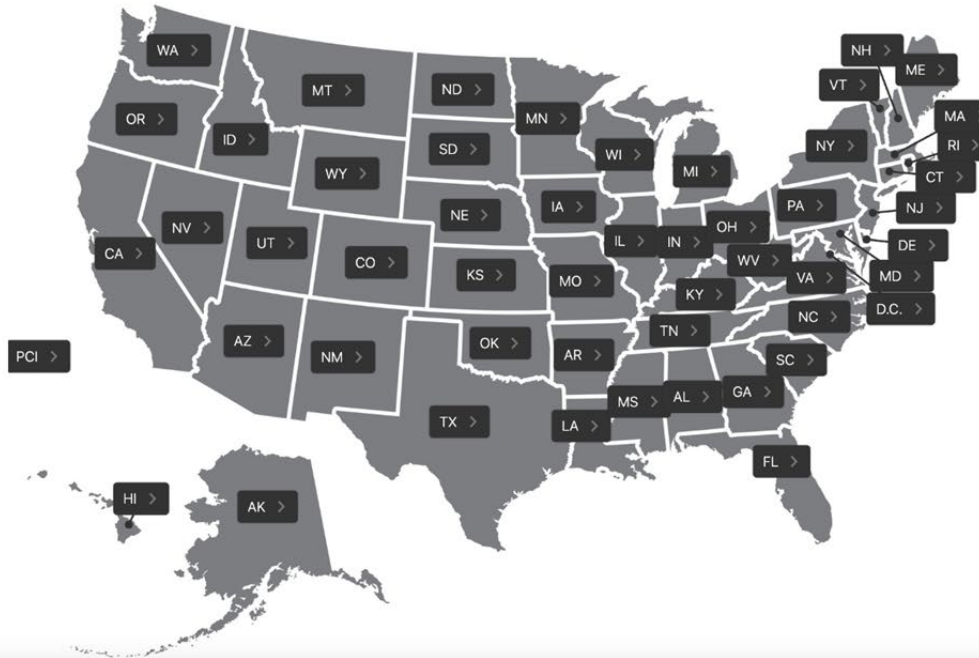 NH >
WA >
ME >
VT >
MT >
ND >
MA
OR >
MN >
ID >
NY >
RI >
SD >
WI >
MI >
WY >
CT >
PA >
IA >
NJ >
NE >
NV >
OH >
UT >
IL >
IN >
DE >
CA >
CO >
WV >
KS >
MO >
VA >
MD >
KY >
D.C. >
NC >
TN >
AZ >
OK >
PCI >
NM >
AR >
SC >
GA >
AL >
MS >
TX >
LA >
FL >
HI >
AK >